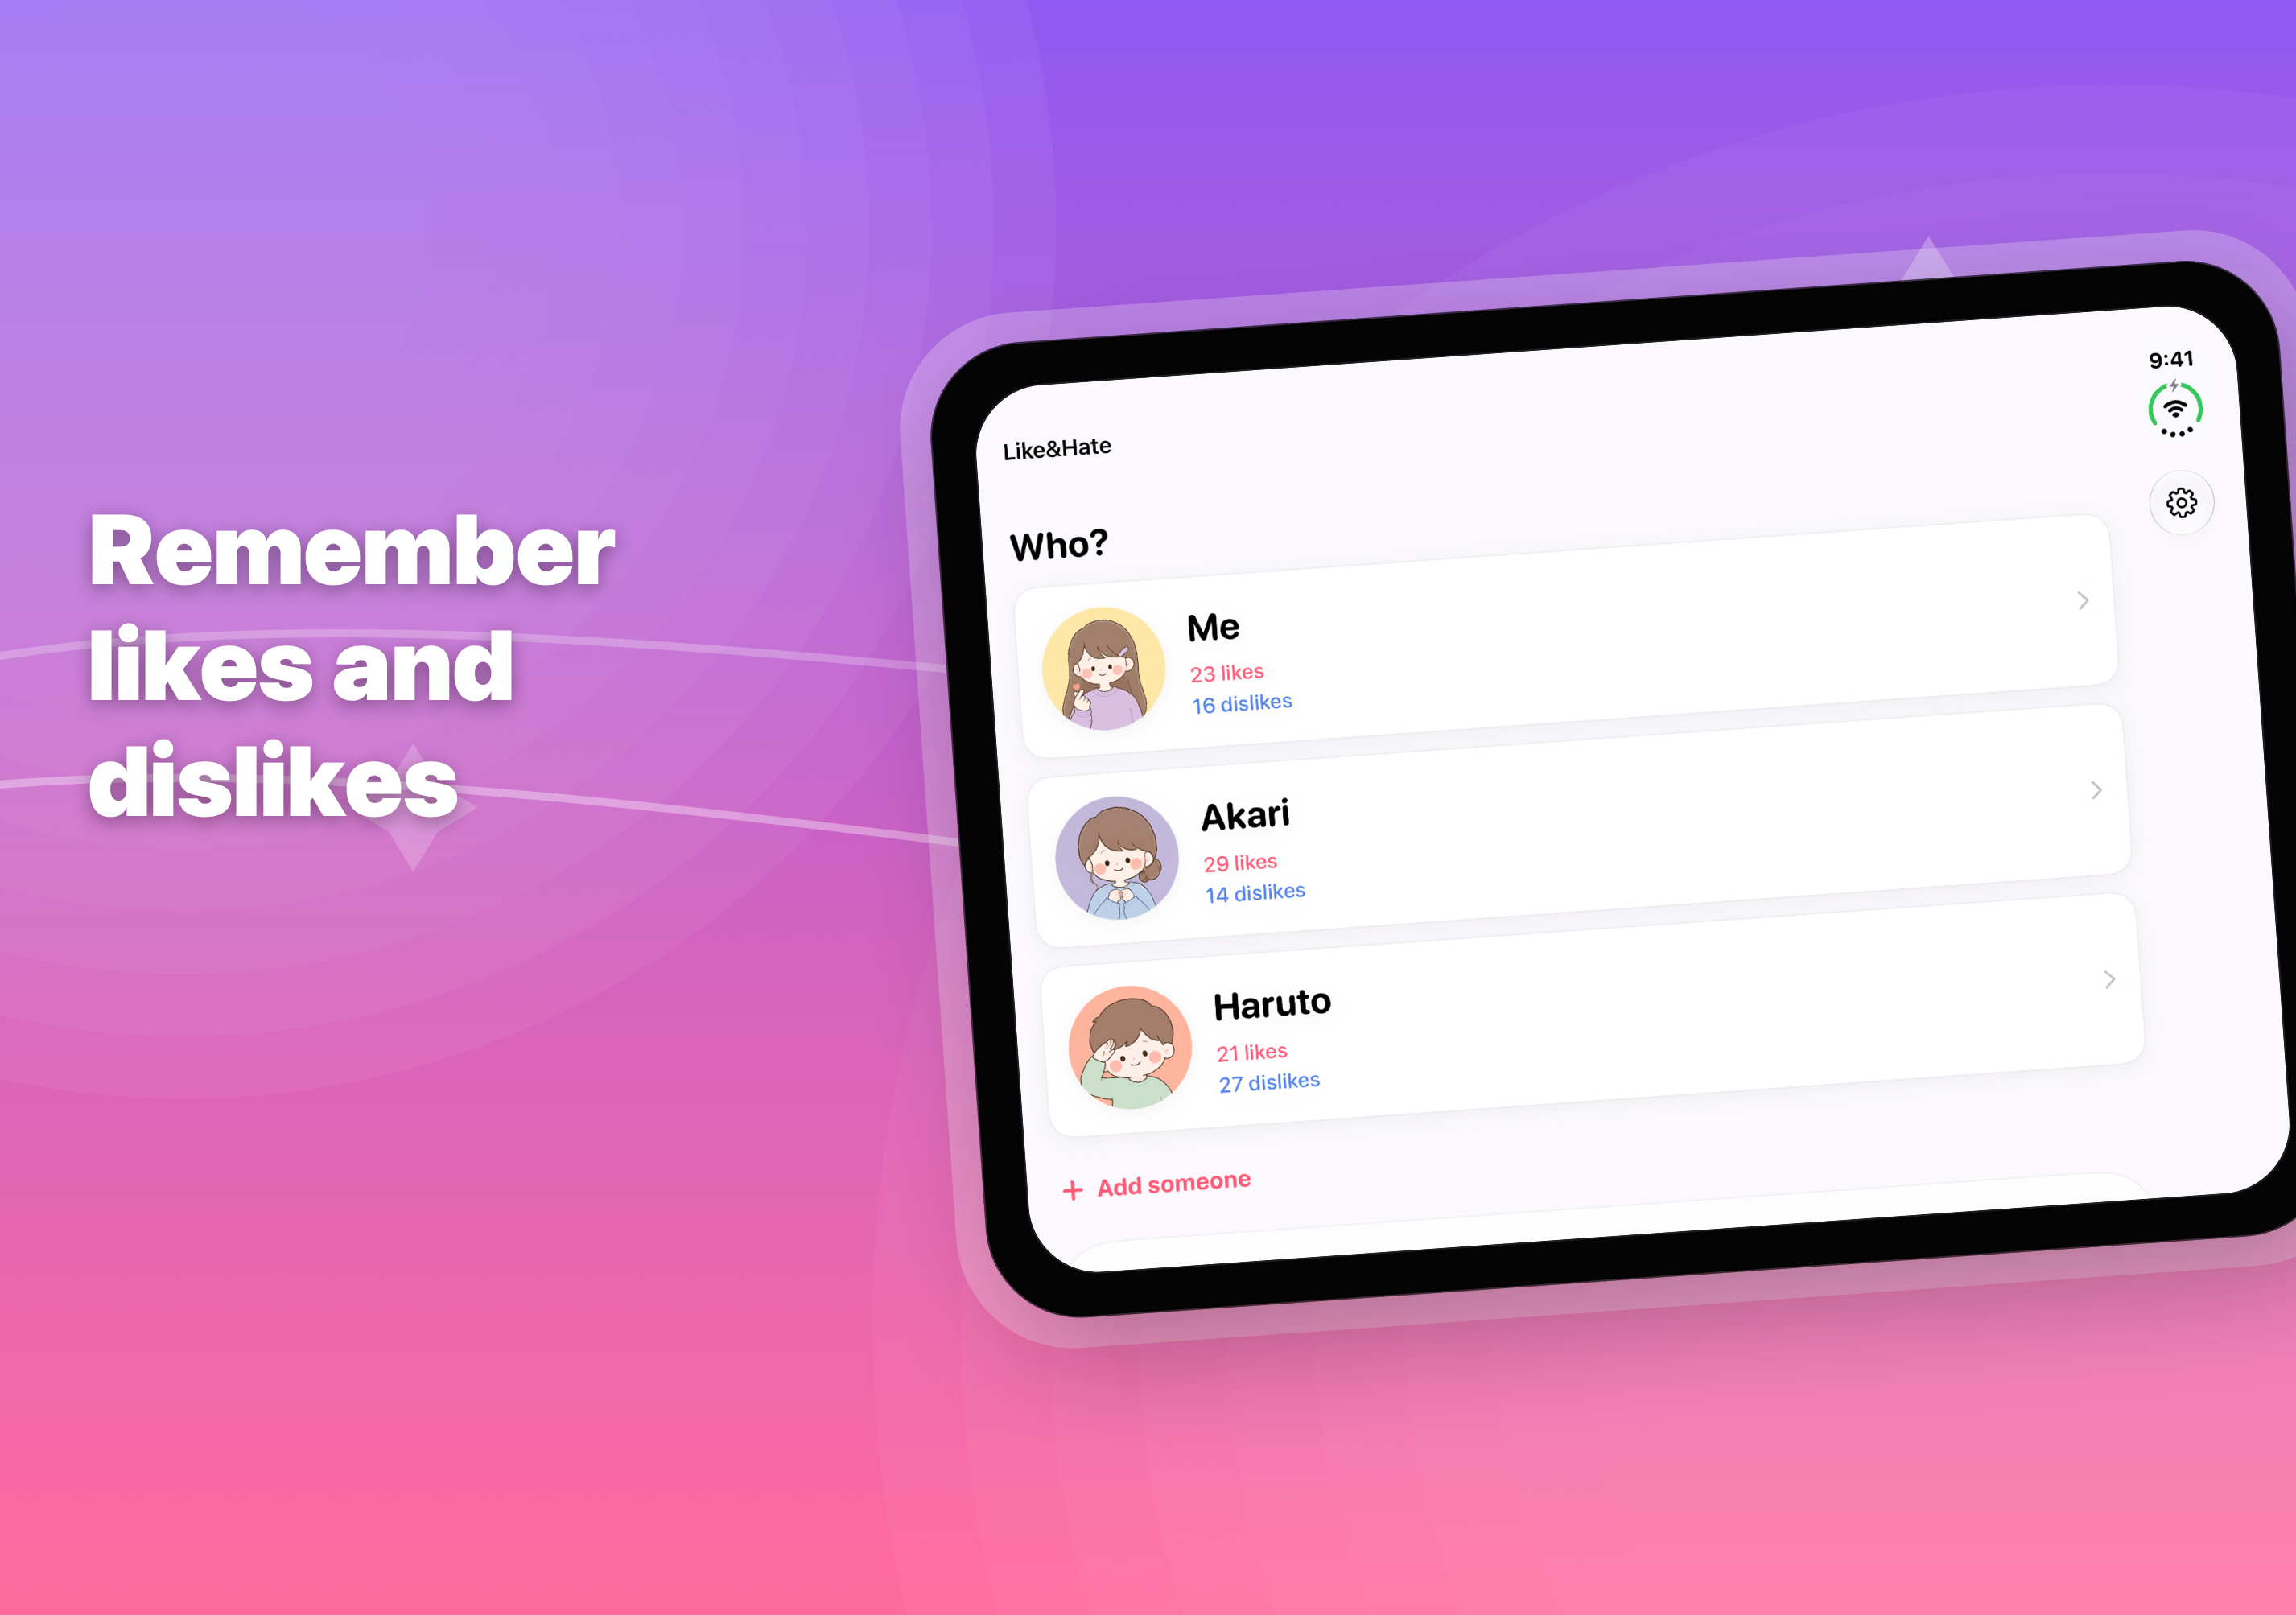 Remember
likes and
dislikes
9:41
Like&Hate
Who?
Me
23 likes
16 dislikes
Akari
29 likes
14 dislikes
Haruto
21 likes
27 dislikes
+ Add someone